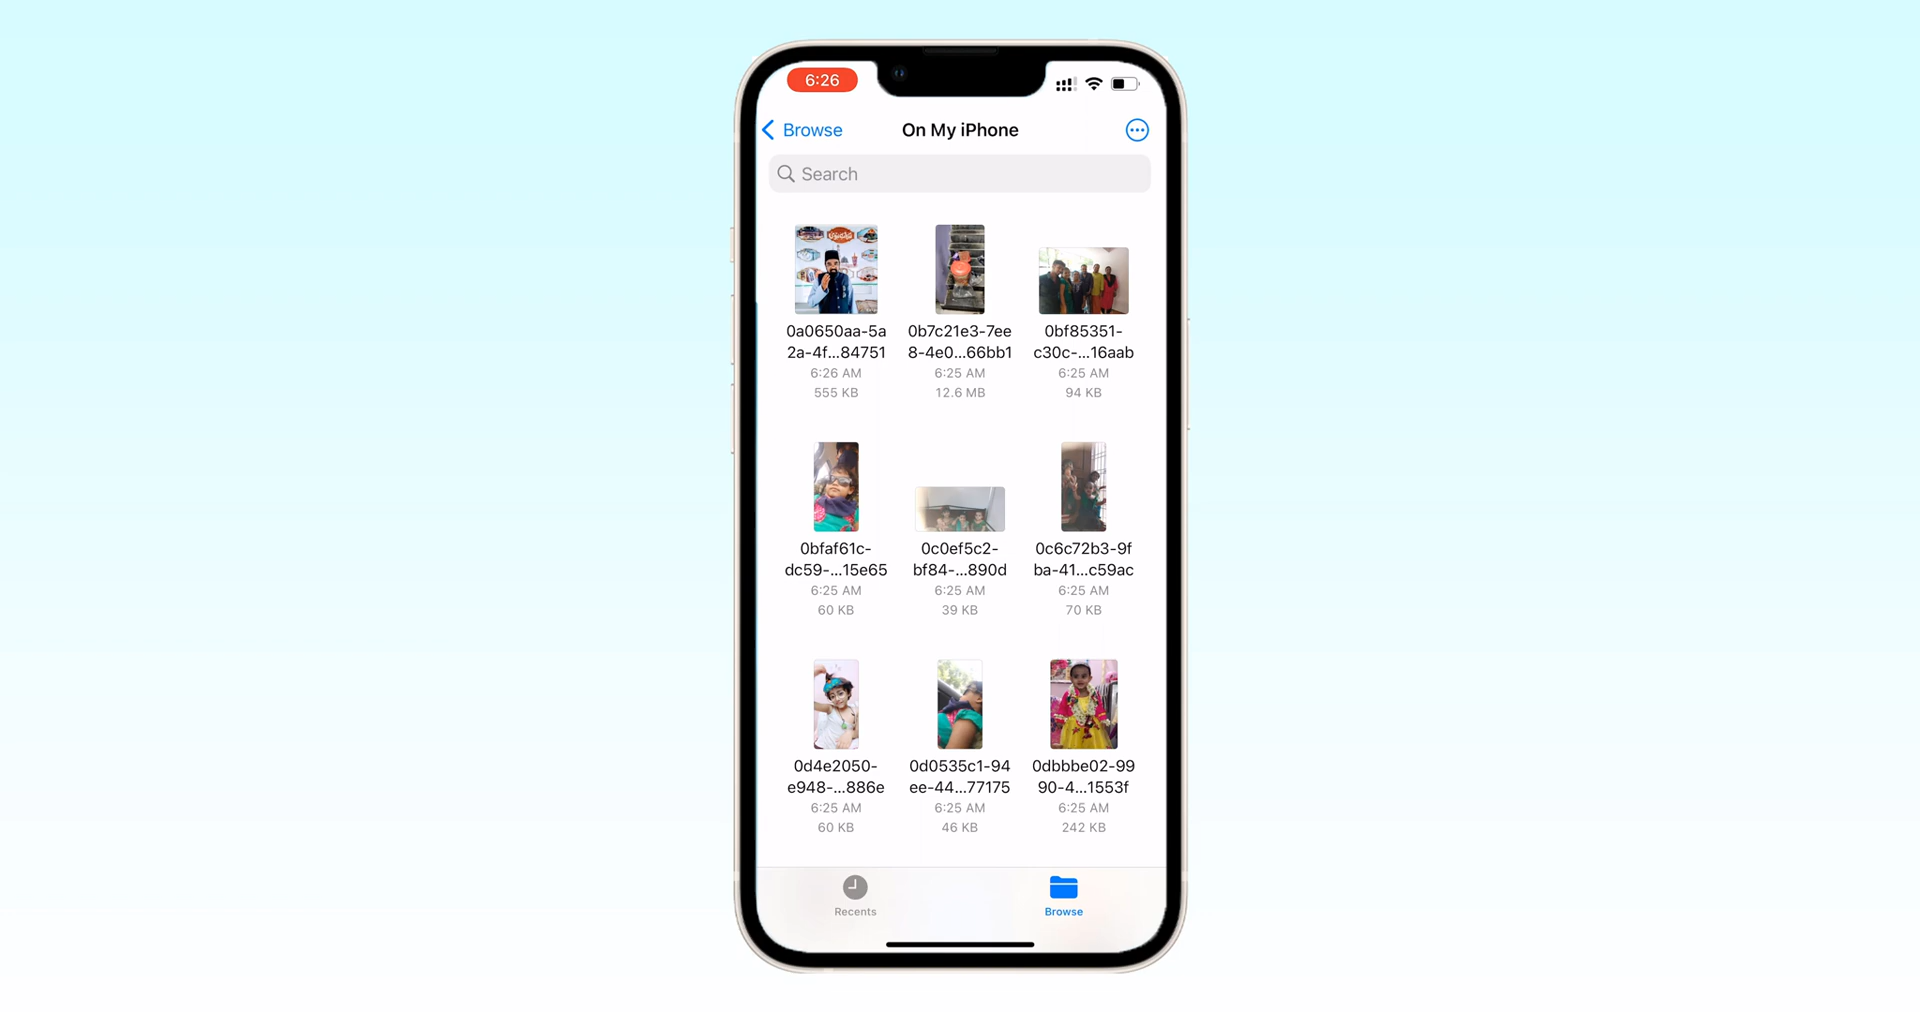 6:26
Browse
On My iPhone
Search
0a0650aa-5a
2a-4f...84751
6:26 AM
555 KB
0b7c21e3-7ee
8-4e0...66bb1
6:25 AM
12.6 MB
0bf85351-
c30c-...16aab
6:25 AM
94 KB
0bfaf61c-
dc59-...15e65
6:25 AM
60 KB
0c0ef5c2-
bf84-...890d
6:25 AM
39 KB
0c6c72b3-9f
ba-41...c59ac
6:25 AM
70 KB
0d4e2050-
e948-...886e
6:25 AM
60 KB
0d0535c1-94
ee-44...77175
6:25 AM
46 KB
0dbbbe02-99
90-4...1553f
6:25 AM
242 KB
Recents
Browse